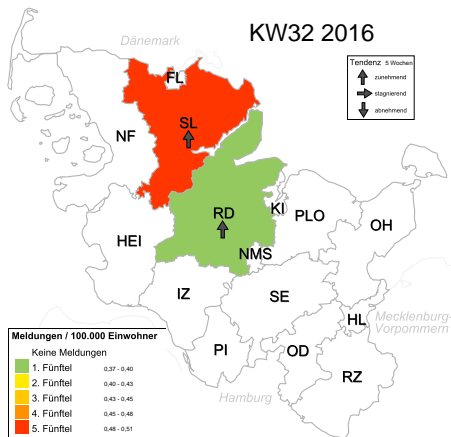 KW32 2016
Dänemark
Tendenz 5 Wochen
zunehmend
stagnierend
abnehmend
FL
SL
NF
RD
KI
PLO
OH
HEI
NMS
IZ
SE
HL
Mecklenburg-
Vorpommern
PI
OD
RZ
Hamburg
Meldungen / 100.000 Einwohner
Keine Meldungen
1. Fünftel 0,37 - 0,40
2. Fünftel 0,40 - 0,43
3. Fünftel 0,43 - 0,45
4. Fünftel 0,45 - 0,48
5. Fünftel 0,48 - 0,51